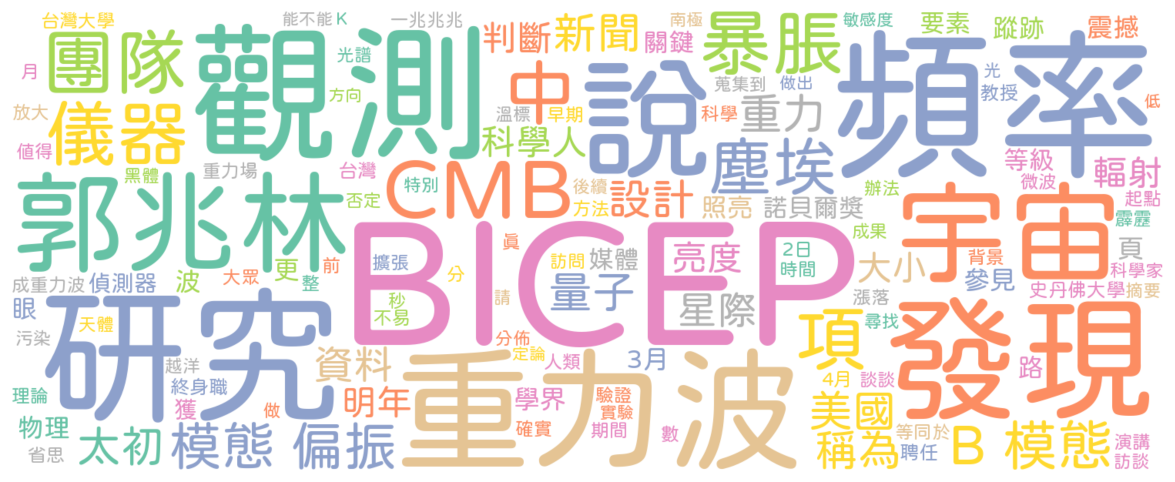 台灣大學 能不能K 一兆兆兆 南極 敏感度 要素 蹤跡 震撼
團隊 觀測 光譜 判斷 新聞 關鍵 暴脹 頻率
月 方向 中 說 蒐集到 做出 光 教授
放大 儀器 溫標 早期 科學 重力 低
值得 科學人 塵埃 等級 微波 輻射
黑體 重力場 台灣 CMB 特別 後續 設計 辦法 起點
郭兆林 否定 方法 照亮 諾貝爾獎 宇宙 霹靂
BICEP 真 亮度 2日 成果 背景 頁
成重力波 偵測器 波 大眾 更 前 擴張 分 訪問 媒體 時間 大小 參見 科學家
眼 整 秒 請 量子 星際 漲落 史丹佛大學 摘要
研究 天體 不易 項 尋找 發現
污染 越洋 資料 分佈 定論 人類 3月 重力波
理論 終身職 明年 學界 驗證 4月 談談 路
獲 做 實驗 美國
物理 太初 模態 偏振 確實 期間 數 稱為 等同於 B模態 演講
省思 聘任 訪談